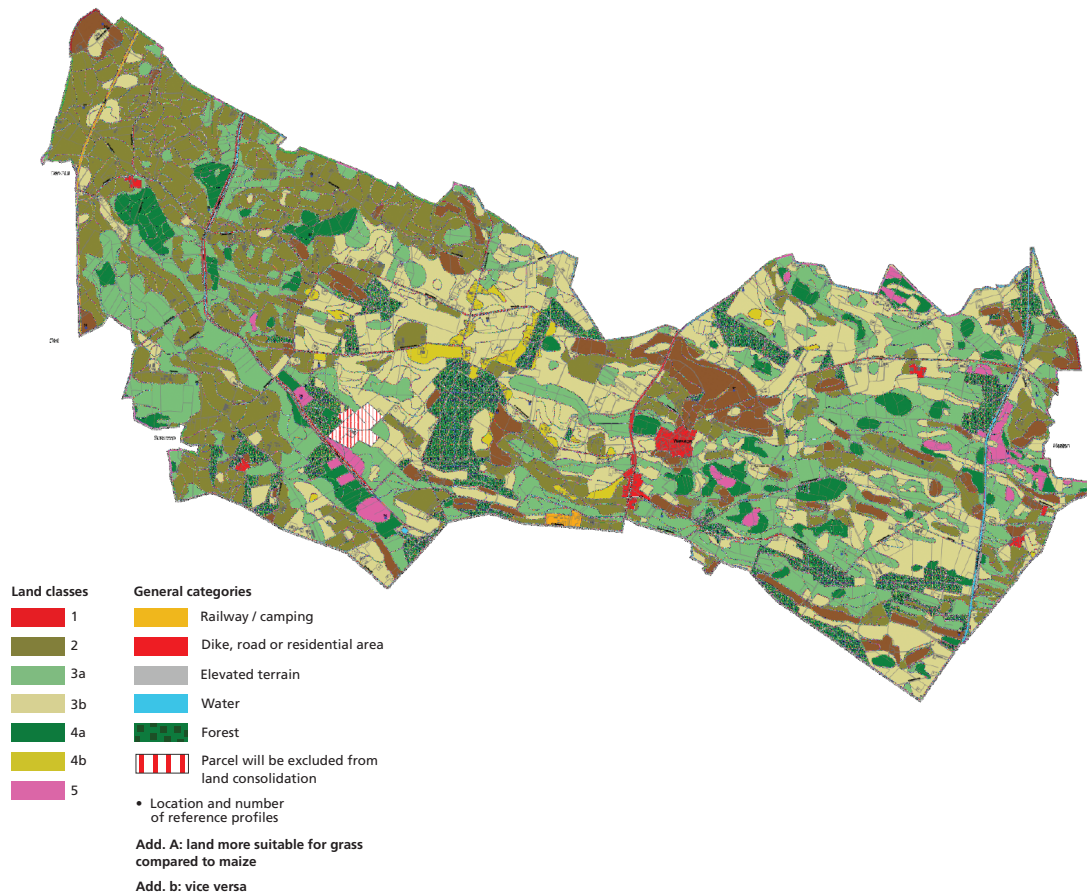 Land classes
1
2
3a
3b
4a
4b
5
General categories
Railway / camping
Dike, road or residential area
Elevated terrain
Water
Forest
Parcel will be excluded from
land consolidation
• Location and number
of reference profiles
Add. A: land more suitable for grass
compared to maize
Add. b: vice versa